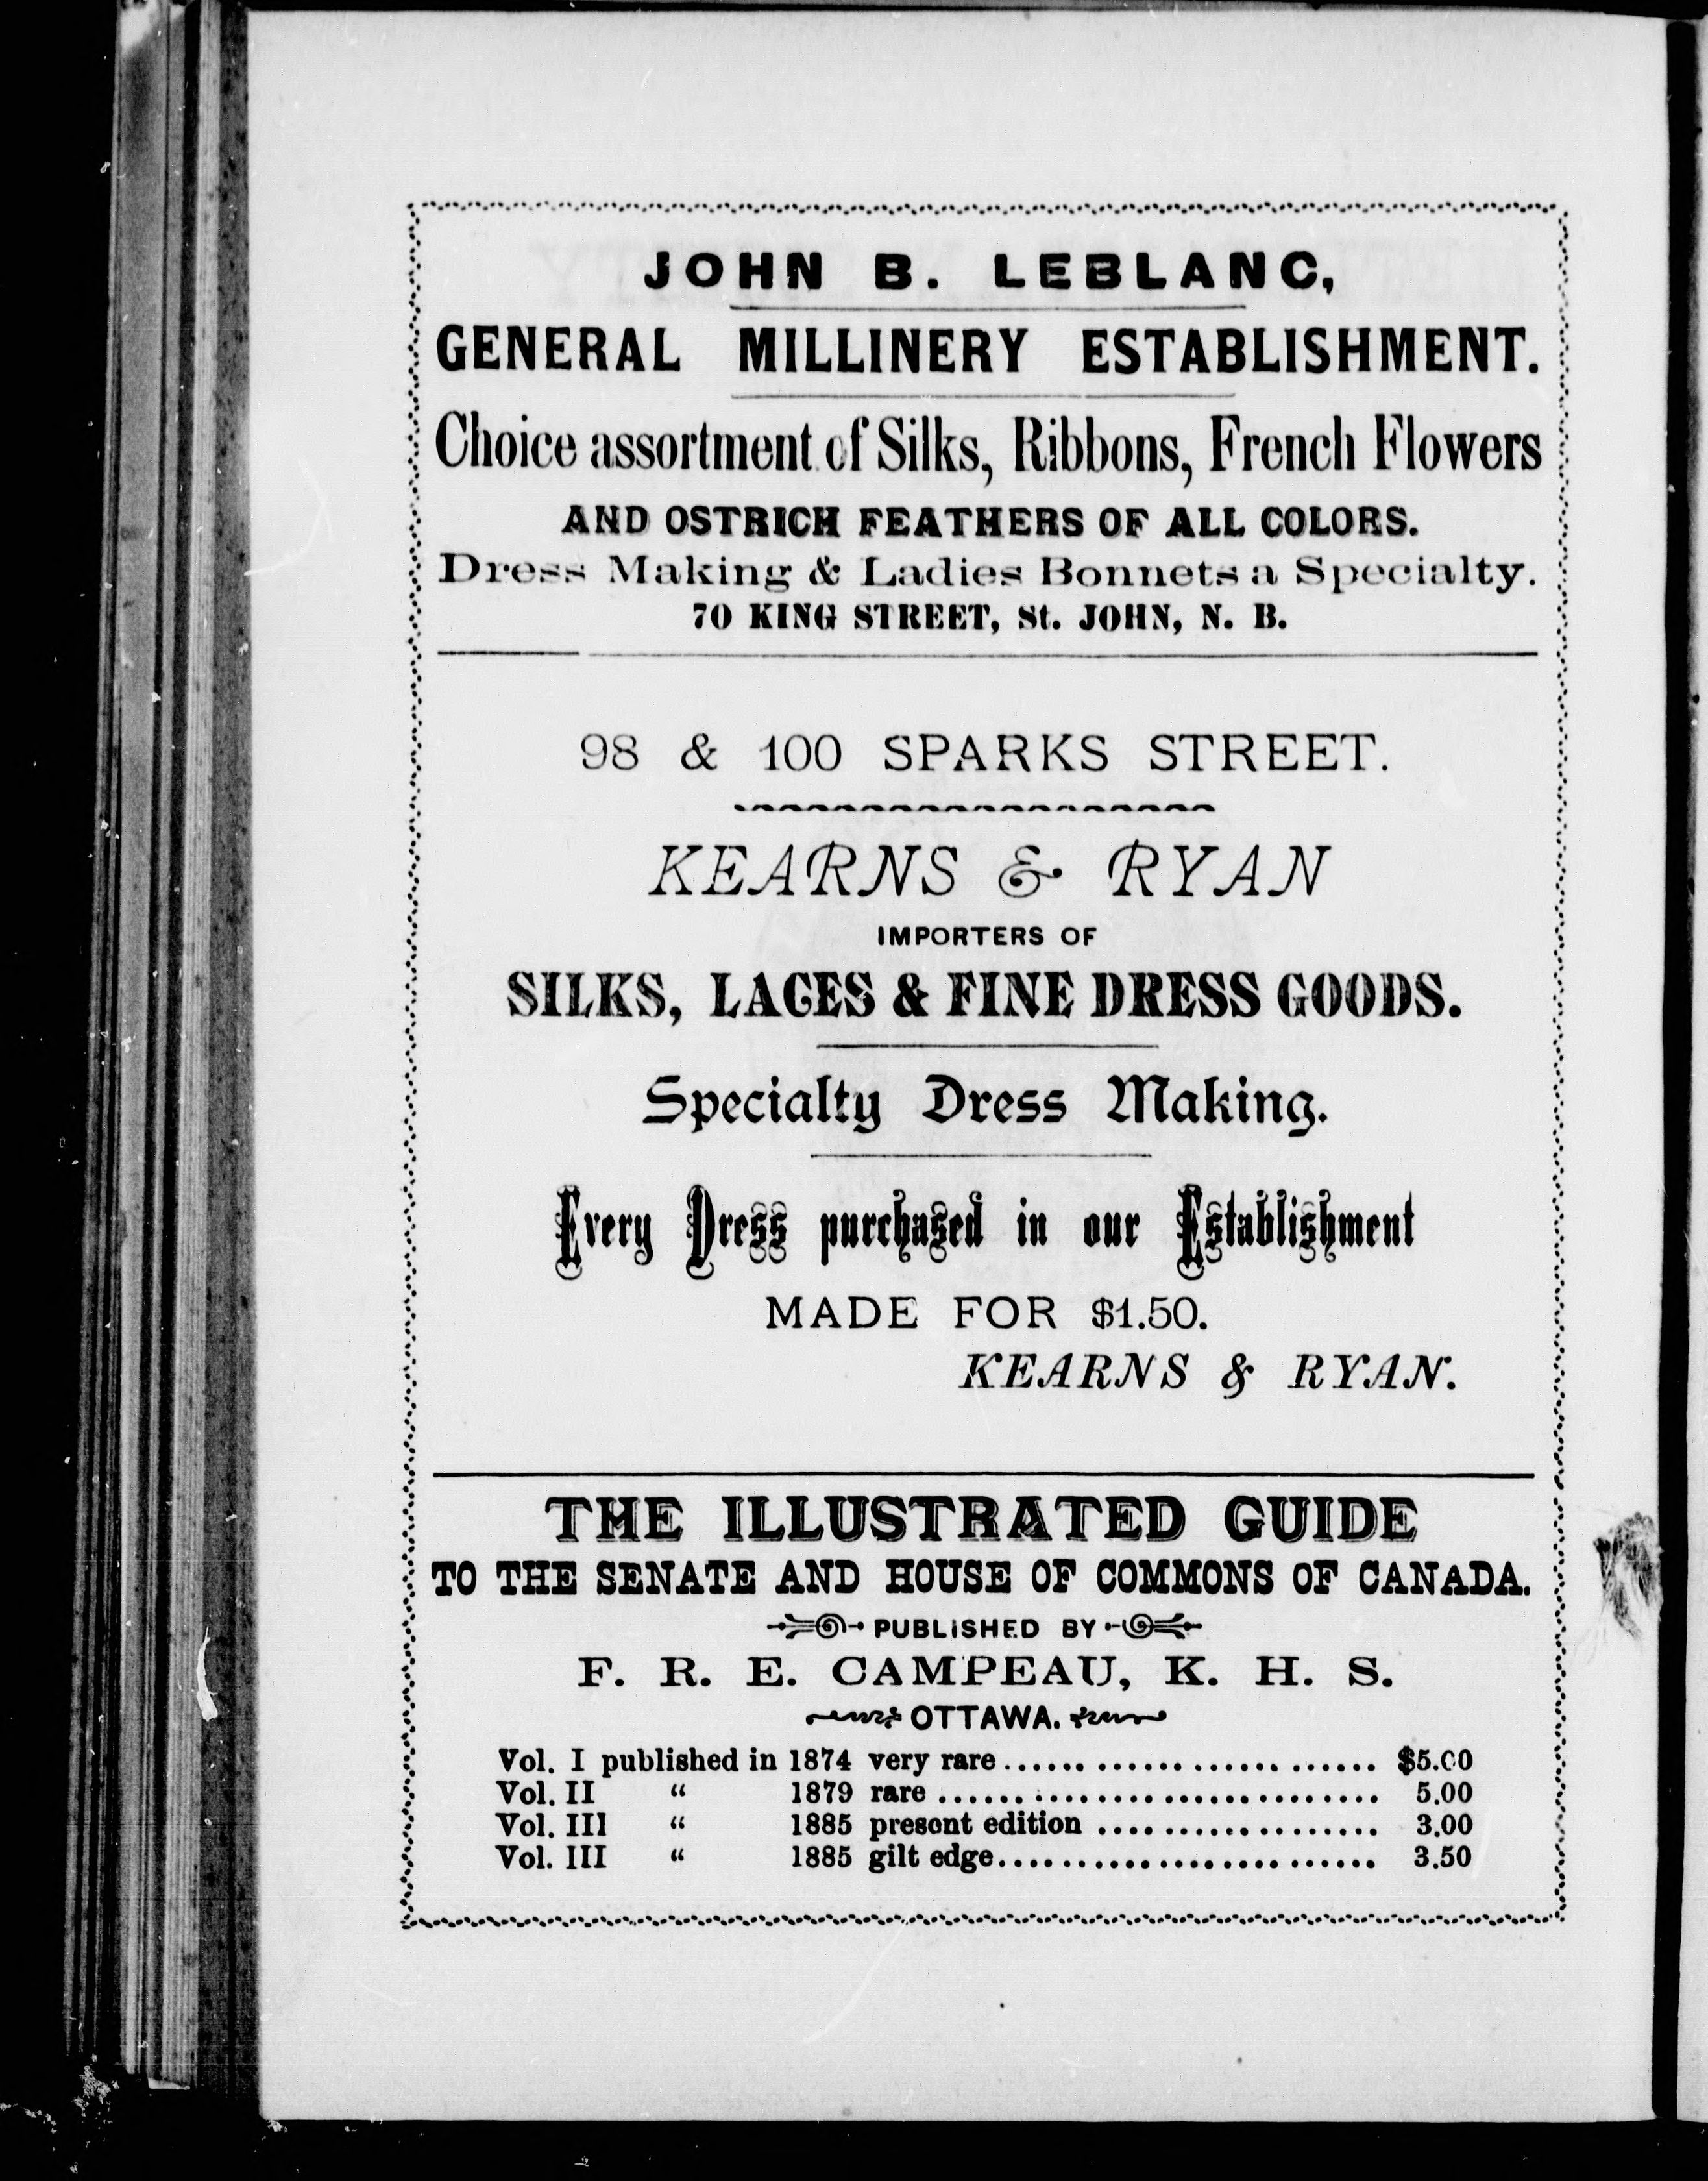 JOHN B. LEBLANC,
GENERAL MILLINERY ESTABLISHMENT.
Choice assortment of Silks, Ribbons, French Flowers
AND OSTRICH FEATHERS OF ALL COLORS.
Dress Making & Ladies Bonnets a Specialty.
70 KING STREET, St. JOHN, N. B.
98 & 100 SPARKS STREET.
KEARNS & RYAN
IMPORTERS OF
SILKS, LACES & FINE DRESS GOODS.
Specialty Dress Making.
Every Dress purchased in our Establishment
MADE FOR $1.50.
KEARNS & RYAN.
THE ILLUSTRATED GUIDE
TO THE SENATE AND HOUSE OF COMMONS OF CANADA.
PUBLISHED BY
F. R. E. CAMPEAU, K. H. S.
OTTAWA.
Vol. I published in 1874 very rare ........................ $5.00
Vol. II “ 1879 rare ........................ 5.00
Vol. III “ 1885 present edition ........................ 3.00
Vol. III “ 1885 gilt edge ........................ 3.50